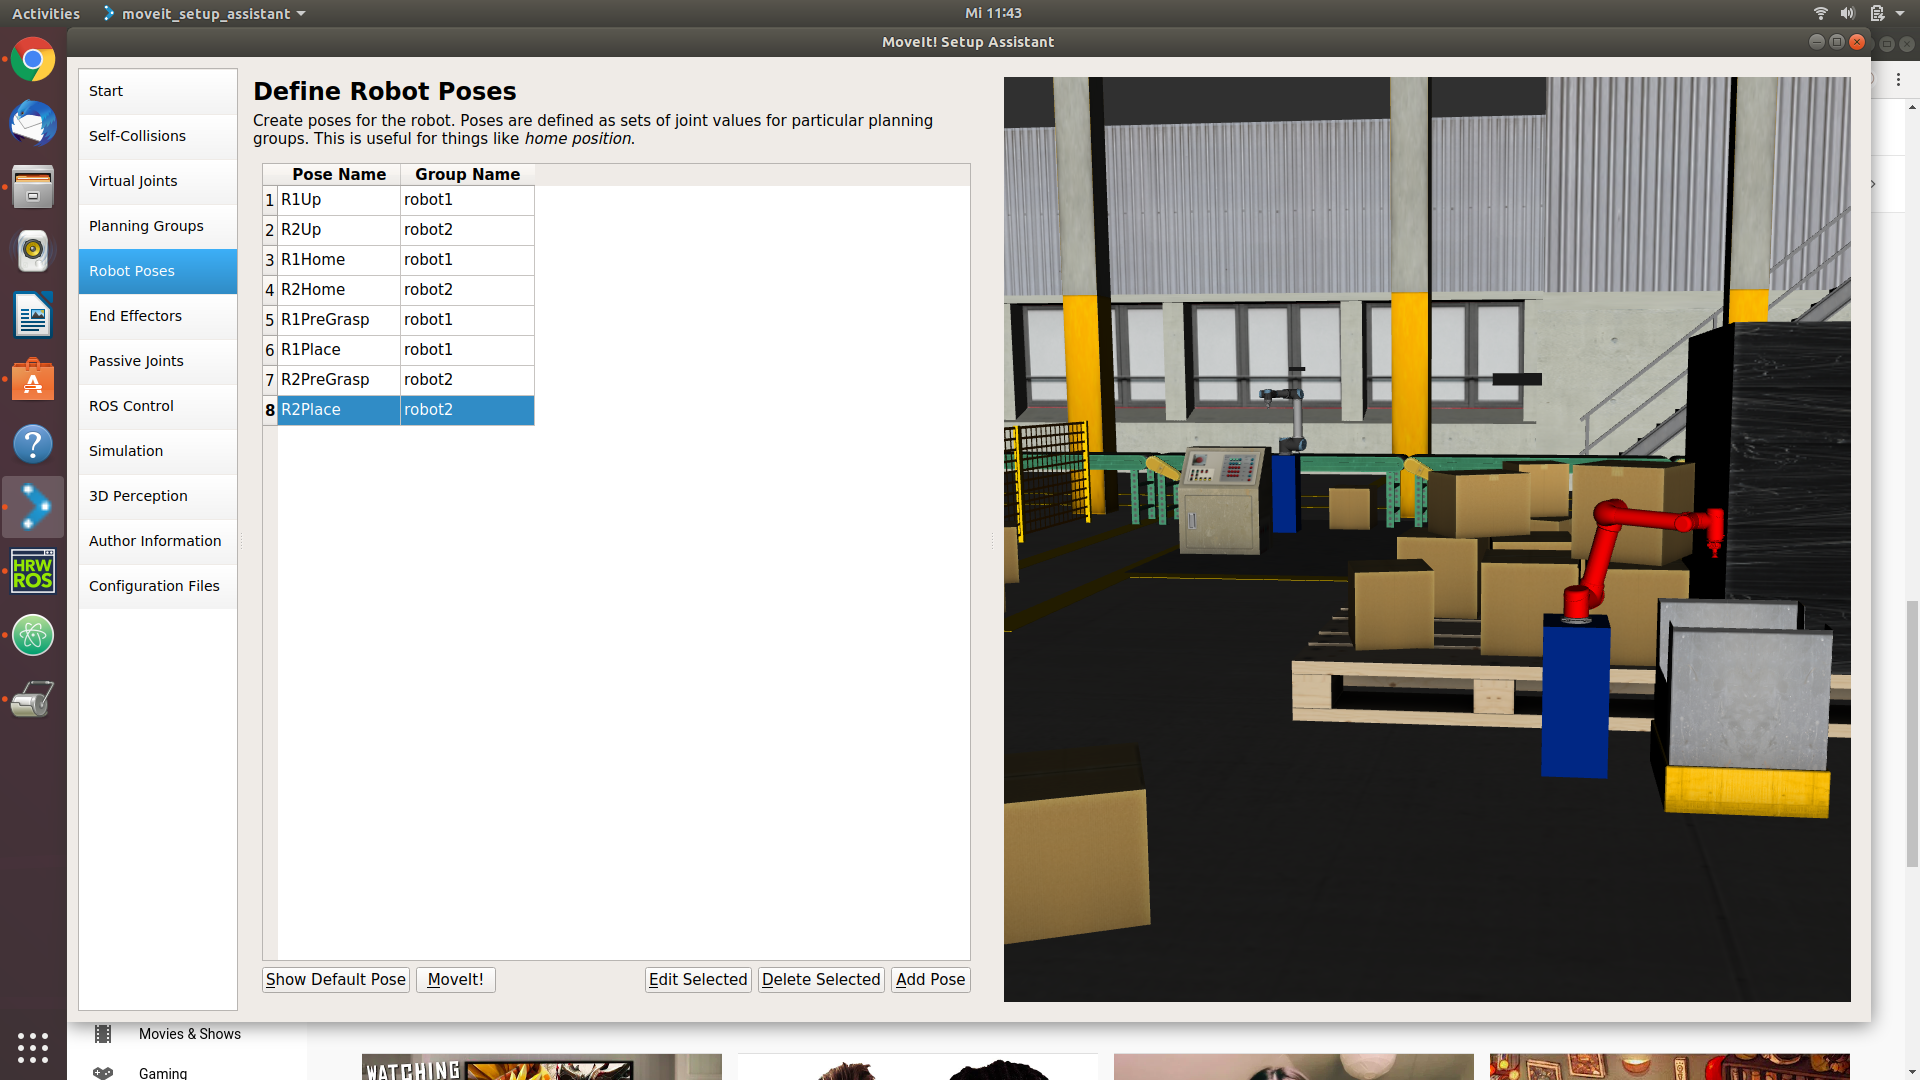 Activities
moveit_setup_assistant
Mi 11:43
MoveIt! Setup Assistant
Start
Self-Collisions
Virtual Joints
Planning Groups
Robot Poses
End Effectors
Passive Joints
ROS Control
Simulation
3D Perception
Author Information
Configuration Files
Define Robot Poses
Create poses for the robot. Poses are defined as sets of joint values for particular planning
groups. This is useful for things like home position.
Pose Name Group Name
1 R1Up robot1
2 R2Up robot2
3 R1Home robot1
4 R2Home robot2
5 R1PreGrasp robot1
6 R1Place robot1
7 R2PreGrasp robot2
8 R2Place robot2
Show Default Pose
MoveIt!
Edit Selected
Delete Selected
Add Pose
HRW
ROS
Movies & Shows
Gaming
WATCHING